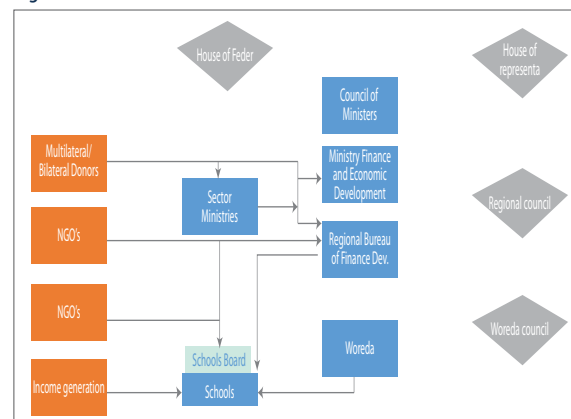 House of Feder
House of
representa
Council of
Ministers
Multilateral/
Bilateral Donors
Ministry Finance
and Economic
Development
Sector
Ministries
Regional council
NGO's
Regional Bureau
of Finance Dev.
NGO's
Woreda council
Woreda
Schools Board
Income generation
Schools